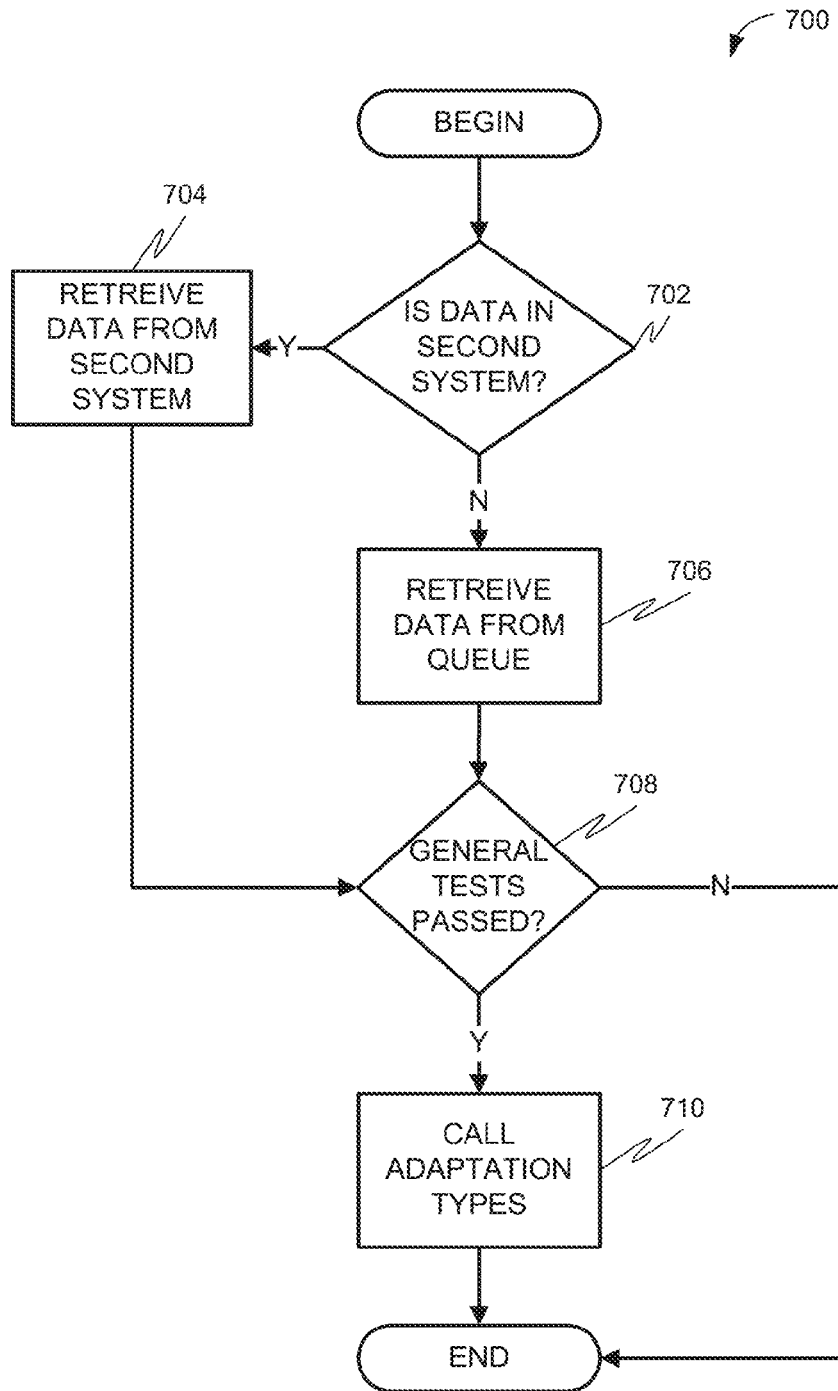 700
BEGIN
704
RETREIVE
DATA FROM
SECOND
SYSTEM
Y
IS DATA IN
SECOND
SYSTEM?
702
N
RETREIVE
DATA FROM
QUEUE
706
708
GENERAL
TESTS
PASSED?
N
Y
CALL
ADAPTATION
TYPES
710
END